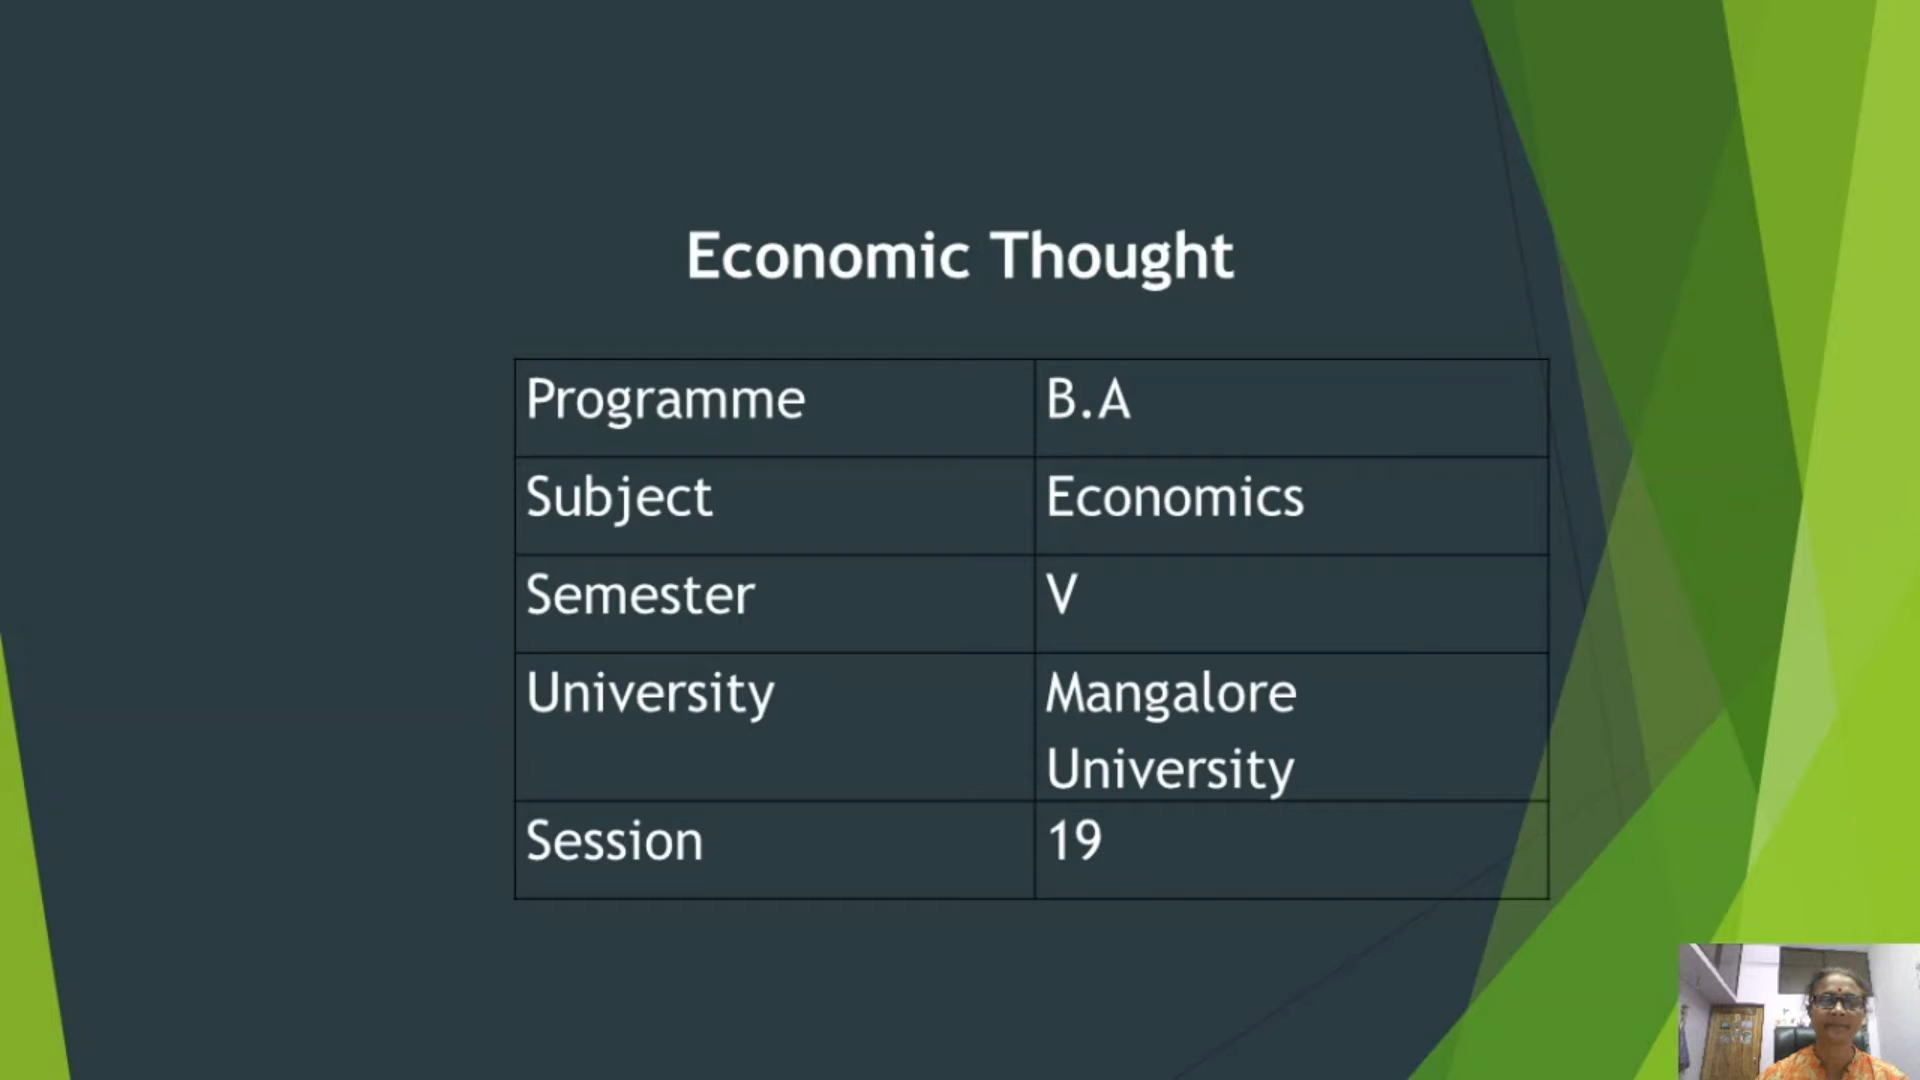 Economic Thought
Programme B.A
Subject Economics
Semester V
University Mangalore
University
Session 19